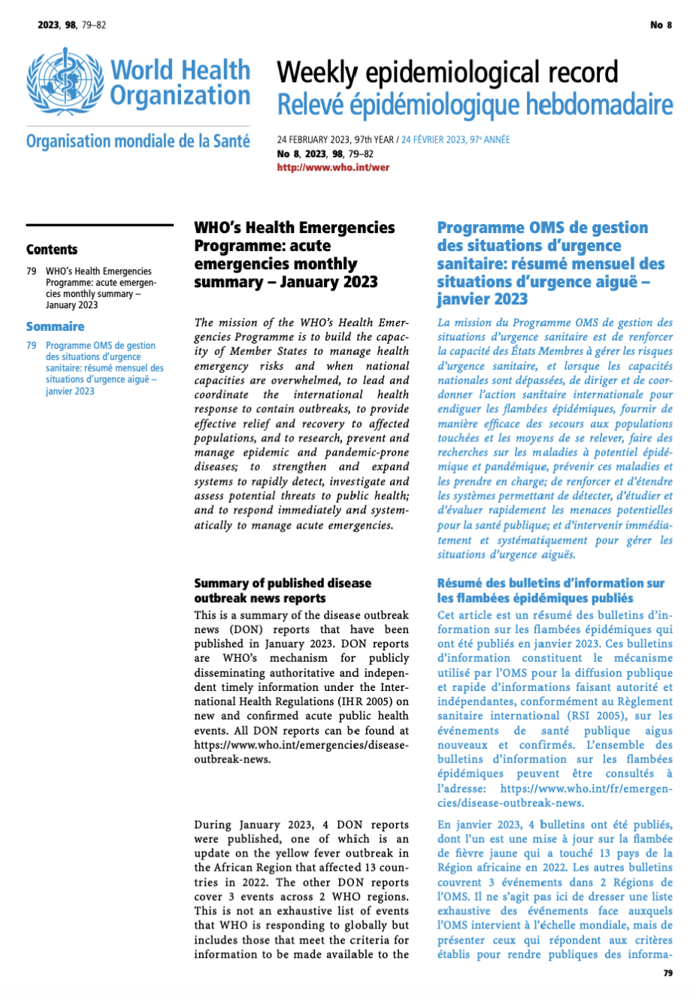 2023, 98, 79–82
No 8
World Health
Organization
Organisation mondiale de la Santé
Weekly epidemiological record
Relevé épidémiologique hebdomadaire
24 FEBRUARY 2023, 97th YEAR / 24 FÉVRIER 2023, 97e ANNÉE
No 8, 2023, 98, 79–82
http://www.who.int/wer
Contents
79 WHO's Health Emergencies
Programme: acute emergen-
cies monthly summary –
January 2023
Sommaire
79 Programme OMS de gestion
des situations d'urgence
sanitaire: résumé mensuel des
situations d'urgence aiguë –
janvier 2023
WHO's Health Emergencies
Programme: acute
emergencies monthly
summary – January 2023
The mission of the WHO's Health Emer-
gencies Programme is to build the capac-
ity of Member States to manage health
emergency risks and when national
capacities are overwhelmed, to lead and
coordinate the international health
response to contain outbreaks, to provide
effective relief and recovery to affected
populations, and to research, prevent and
manage epidemic and pandemic-prone
diseases; to strengthen and expand
systems to rapidly detect, investigate and
assess potential threats to public health;
and to respond immediately and system-
atically to manage acute emergencies.
Summary of published disease
outbreak news reports
This is a summary of the disease outbreak
news (DON) reports that have been
published in January 2023. DON reports
are WHO's mechanism for publicly
disseminating authoritative and indepen-
dent timely information under the Inter-
national Health Regulations (IHR 2005) on
new and confirmed acute public health
events. All DON reports can be found at
https://www.who.int/emergencies/disease-
outbreak-news.
During January 2023, 4 DON reports
were published, one of which is an
update on the yellow fever outbreak in
the African Region that affected 13 coun-
tries in 2022. The other DON reports
cover 3 events across 2 WHO regions.
This is not an exhaustive list of events
that WHO is responding to globally but
includes those that meet the criteria for
information to be made available to the
Programme OMS de gestion
des situations d'urgence
sanitaire: résumé mensuel des
situations d'urgence aiguë –
janvier 2023
La mission du Programme OMS de gestion des
situations d'urgence sanitaire est de renforcer
la capacité des États Membres à gérer les risques
d'urgence sanitaire, et lorsque les capacités
nationales sont dépassées, de diriger et de coor-
donner l'action sanitaire internationale pour
endiguer les flambées épidémiques, fournir de
manière efficace des secours aux populations
touchées et les moyens de se relever, faire des
recherches sur les maladies à potentiel épidé-
mique et pandémique, prévenir ces maladies et
les prendre en charge; de renforcer et d'étendre
les systèmes permettant de détecter, d'étudier et
d'évaluer rapidement les menaces potentielles
pour la santé publique; et d'intervenir immédia-
tement et systématiquement pour gérer les
situations d'urgence aiguës.
Résumé des bulletins d'information sur
les flambées épidémiques publiés
Cet article est un résumé des bulletins d'in-
formation sur les flambées épidémiques qui
ont été publiés en janvier 2023. Ces bulletins
d'information constituent le mécanisme
utilisé par l'OMS pour la diffusion publique
et rapide d'informations faisant autorité et
indépendantes, conformément au Règlement
sanitaire international (RSI 2005), sur les
événements de santé publique aigus
nouveaux et confirmés. L'ensemble des
bulletins d'information sur les flambées
épidémiques peuvent être consultés à
l'adresse: https://www.who.int/fr/emergen-
cies/disease-outbreak-news.
En janvier 2023, 4 bulletins ont été publiés,
dont l'un est une mise à jour sur la flambée
de fièvre jaune qui a touché 13 pays de la
Région africaine en 2022. Les autres bulletins
couvrent 3 événements dans 2 Régions de
l'OMS. Il ne s'agit pas ici de dresser une liste
exhaustive des événements face auxquels
l'OMS intervient à l'échelle mondiale, mais de
présenter ceux qui répondent aux critères
établis pour rendre publiques des informa-
79